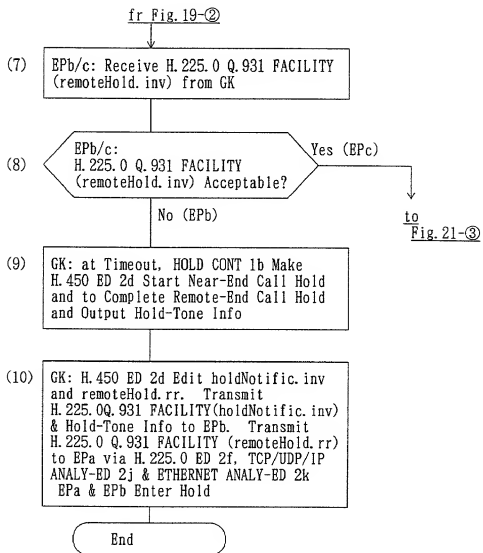 fr Fig. 19-②
(7)
EPb/c: Receive H. 225. 0 Q. 931 FACILITY
(remoteHold. inv) from GK
(8)
EPb/c:
H. 225. 0 Q. 931 FACILITY
(remoteHold. inv) Acceptable?
Yes (EPc)
to
Fig. 21-③
No (EPb)
(9)
GK: at Timeout, HOLD CONT 1b Make
H. 450 ED 2d Start Near-End Call Hold
and to Complete Remote-End Call Hold
and Output Hold-Tone Info
(10)
GK: H. 450 ED 2d Edit holdNotific. inv
and remoteHold. rr.  Transmit
H. 225. 0Q. 931 FACILITY(holdNotific. inv)
& Hold-Tone Info to EPb.  Transmit
H. 225. 0 Q. 931 FACILITY (remoteHold. rr)
to EPa via H. 225. 0 ED 2f, TCP/UDP/IP
ANALY-ED 2j & ETHERNET ANALY-ED 2k
EPa & EPb Enter Hold
End